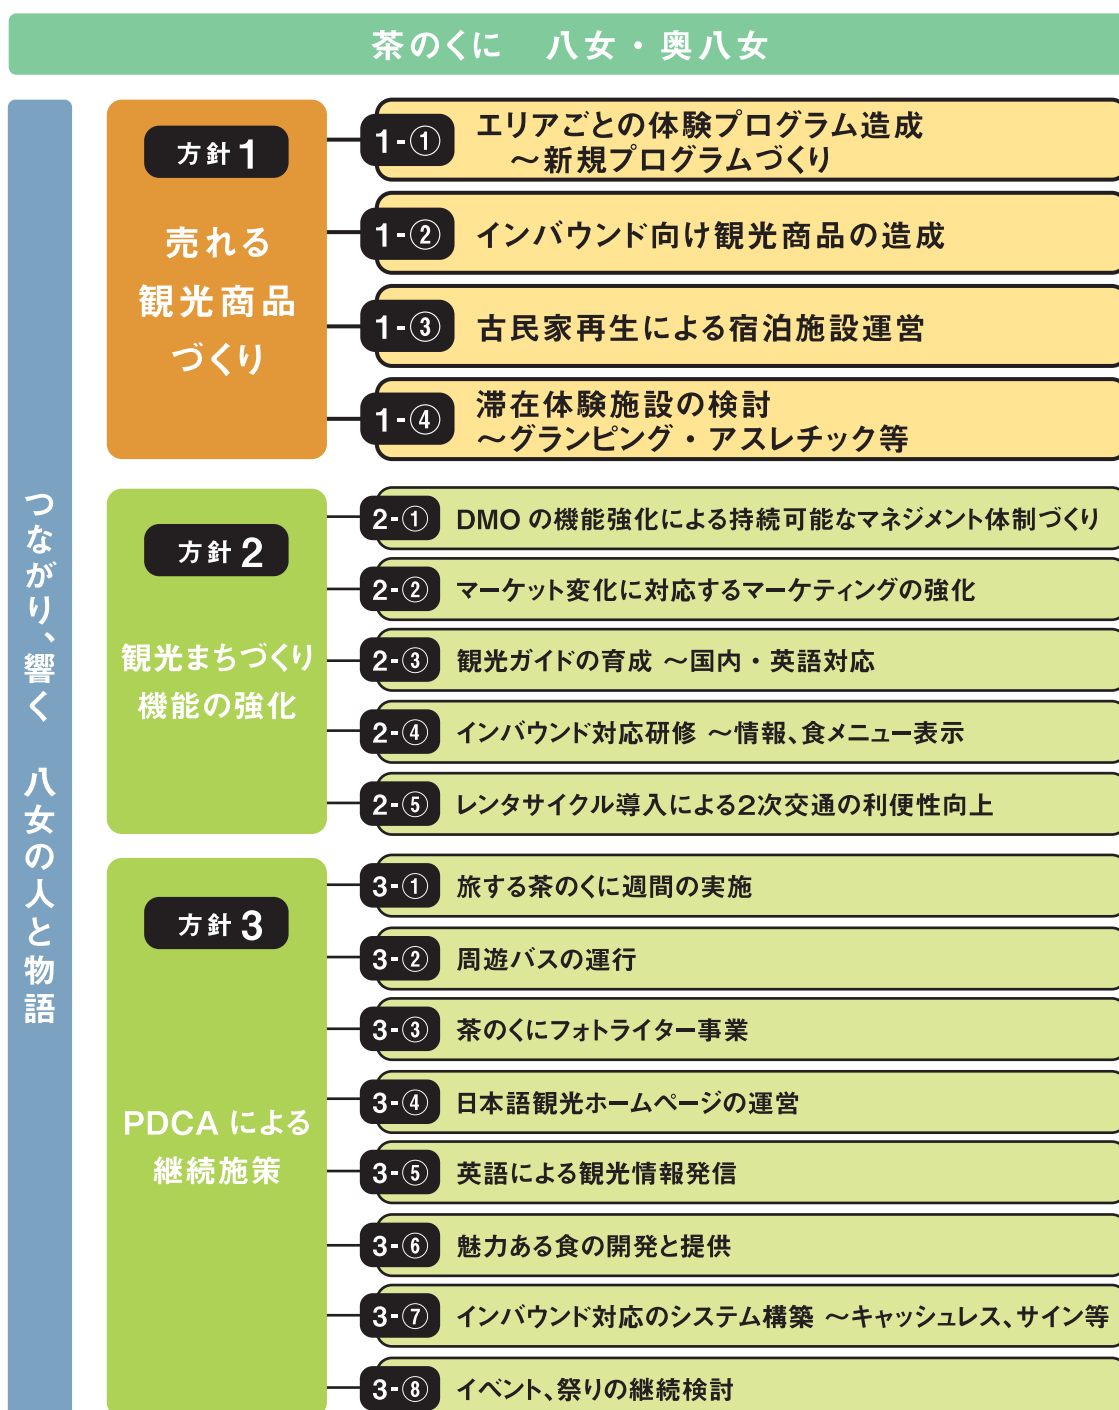 茶のくに　八女・奥八女
つながり、響く　八女の人と物語
方針1
売れる
観光商品
づくり
1-① エリアごとの体験プログラム造成
～新規プログラムづくり
1-② インバウンド向け観光商品の造成
1-③ 古民家再生による宿泊施設運営
1-④ 滞在体験施設の検討
～グランピング・アスレチック等
方針2
観光まちづくり
機能の強化
2-① DMOの機能強化による持続可能なマネジメント体制づくり
2-② マーケット変化に対応するマーケティングの強化
2-③ 観光ガイドの育成 ～国内・英語対応
2-④ インバウンド対応研修 ～情報、食メニュー表示
2-⑤ レンタサイクル導入による2次交通の利便性向上
方針3
PDCAによる
継続施策
3-① 旅する茶のくに週間の実施
3-② 周遊バスの運行
3-③ 茶のくにフォトライター事業
3-④ 日本語観光ホームページの運営
3-⑤ 英語による観光情報発信
3-⑥ 魅力ある食の開発と提供
3-⑦ インバウンド対応のシステム構築 ～キャッシュレス、サイン等
3-⑧ イベント、祭りの継続検討